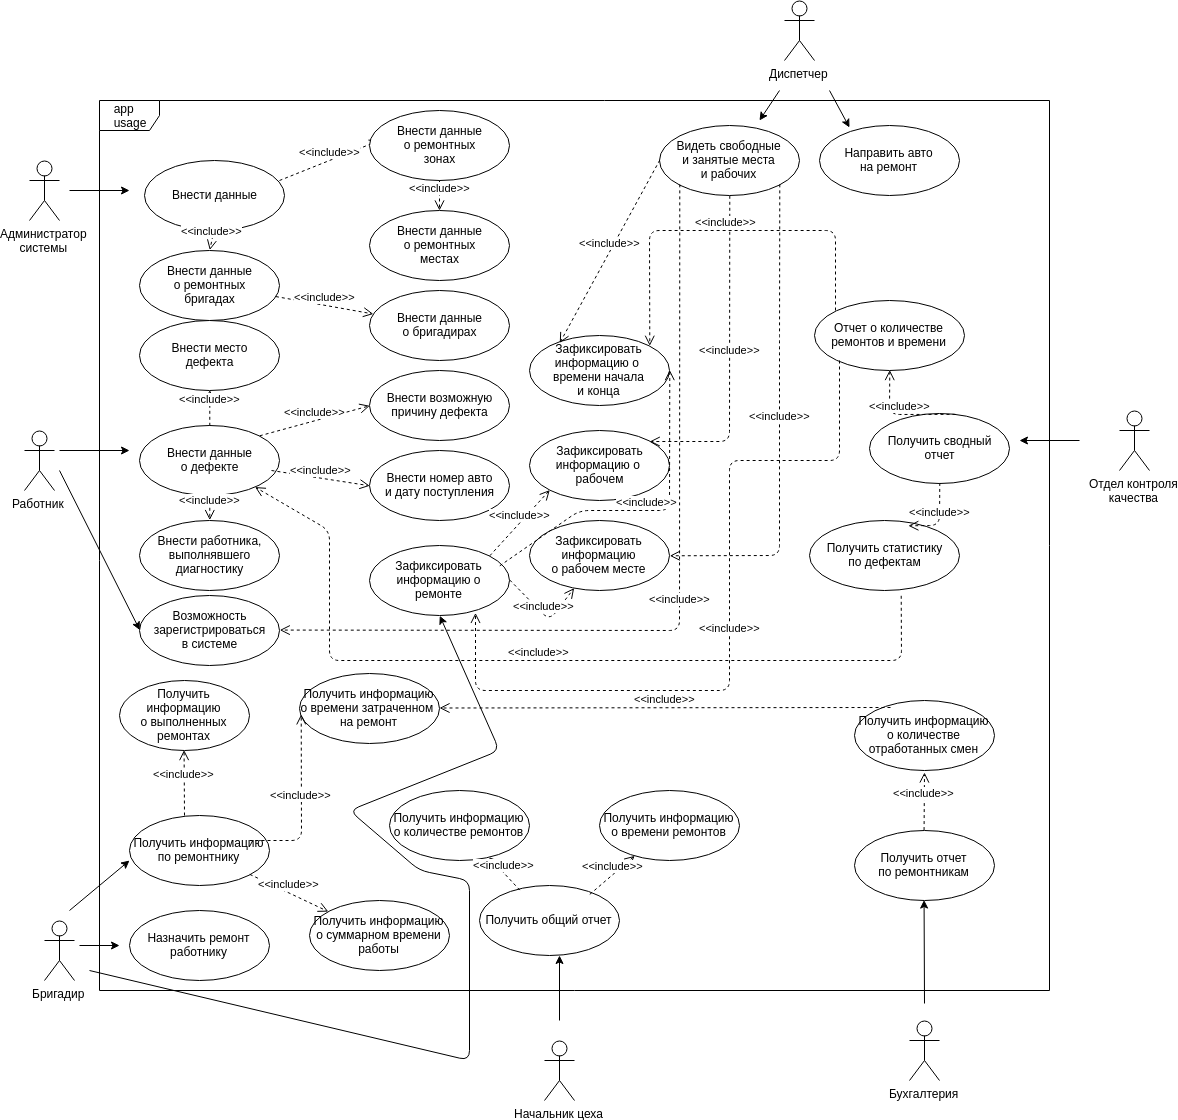 Диспетчер
app
usage
Внести данные
о ремонтных
зонах
Видеть свободные
и занятые места
и рабочих
Направить авто
на ремонт
<<include>>
<<include>>
Внести данные
Администратор
системы
<<include>>
Внести данные
о ремонтных
местах
<<include>>
<<include>>
Внести данные
о ремонтных
бригадах
<<include>>
Внести данные
о бригадирах
Отчет о количестве
ремонтов и времени
Внести место
дефекта
Зафиксировать
информацию о
времени начала
и конца
<<include>>
<<include>>
Внести возможную
причину дефекта
<<include>>
<<include>>
<<include>>
Получить сводный
отчет
Внести данные
о дефекте
Зафиксировать
информацию о
рабочем
<<include>>
Внести номер авто
и дату поступления
Работник
Отдел контроля
качества
<<include>>
<<include>>
<<include>>
<<include>>
Внести работника,
выполнявшего
диагностику
Зафиксировать
информацию
о рабочем месте
Получить статистику
по дефектам
Зафиксировать
информацию о
ремонте
<<include>>
<<include>>
Возможность
зарегистрироваться
в системе
<<include>>
<<include>>
Получить
информацию
о выполненных
ремонтах
Получить информацию
о времени затраченном
на ремонт
<<include>>
Получить информацию
о количестве
отработанных смен
<<include>>
<<include>>
<<include>>
Получить информацию
о количестве ремонтов
Получить информацию
о времени ремонтов
Получить информацию
по ремонтнику
<<include>>
<<include>>
Получить отчет
по ремонтникам
<<include>>
Получить общий отчет
Получить информацию
о суммарном времени
работы
Назначить ремонт
работнику
Бригадир
Начальник цеха
Бухгалтерия